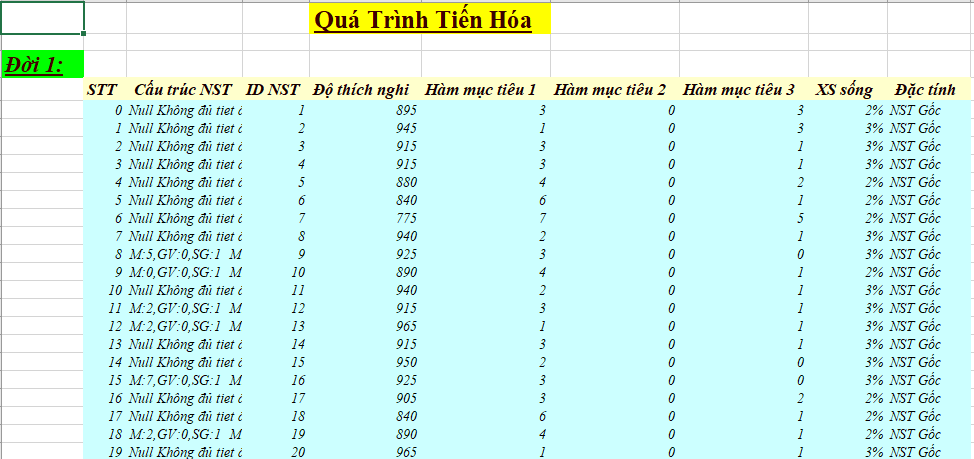 Quá Trình Tiến Hóa
Đời 1:
STT Cấu trúc NST ID NST Độ thích nghi Hàm mục tiêu 1 Hàm mục tiêu 2 Hàm mục tiêu 3 XS sống Đặc tính
0 Null Không đủ tiet 1 895 3 0 3 2% NST Gốc
1 Null Không đủ tiet 2 945 1 0 3 3% NST Gốc
2 Null Không đủ tiet 3 915 3 0 1 3% NST Gốc
3 Null Không đủ tiet 4 915 3 0 1 3% NST Gốc
4 Null Không đủ tiet 5 880 4 0 2 2% NST Gốc
5 Null Không đủ tiet 6 840 6 0 1 2% NST Gốc
6 Null Không đủ tiet 7 775 7 0 5 2% NST Gốc
7 Null Không đủ tiet 8 940 2 0 1 3% NST Gốc
8 M:5,GV:0,SG:1 M 9 925 3 0 0 3% NST Gốc
9 M:0,GV:0,SG:1 M 10 890 4 0 1 2% NST Gốc
10 Null Không đủ tiet 11 940 2 0 1 3% NST Gốc
11 M:2,GV:0,SG:1 M 12 915 3 0 1 3% NST Gốc
12 M:2,GV:0,SG:1 M 13 965 1 0 1 3% NST Gốc
13 Null Không đủ tiet 14 915 3 0 1 3% NST Gốc
14 Null Không đủ tiet 15 950 2 0 0 3% NST Gốc
15 M:7,GV:0,SG:1 M 16 925 3 0 0 3% NST Gốc
16 Null Không đủ tiet 17 905 3 0 2 2% NST Gốc
17 Null Không đủ tiet 18 840 6 0 1 2% NST Gốc
18 M:2,GV:0,SG:1 M 19 890 4 0 1 2% NST Gốc
19 Null Không đủ tiet 20 965 1 0 1 3% NST Gốc